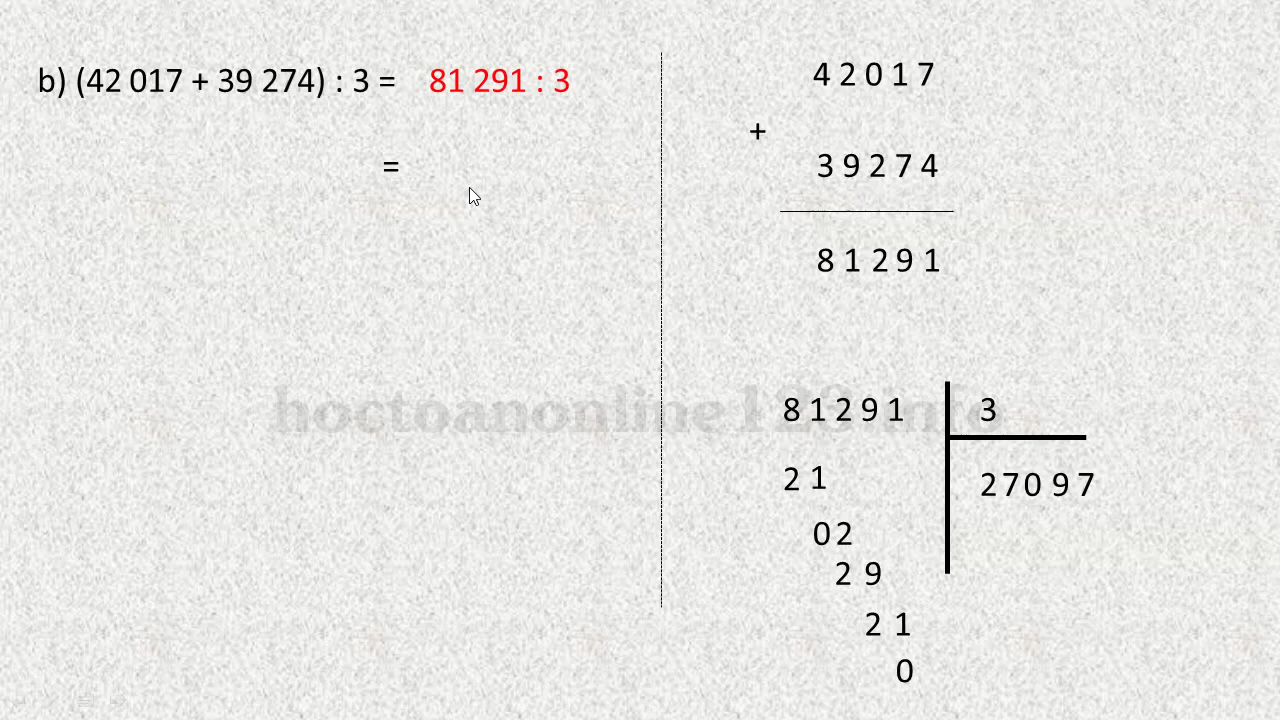 b) (42 017 + 39 274) : 3 = 81 291 : 3
=
4 2 0 1 7
+
3 9 2 7 4
8 1 2 9 1
hoctoanonline123.info
8 1 2 9 1 3
2 1
2 7 0 9 7
0 2
2 9
2 1
0